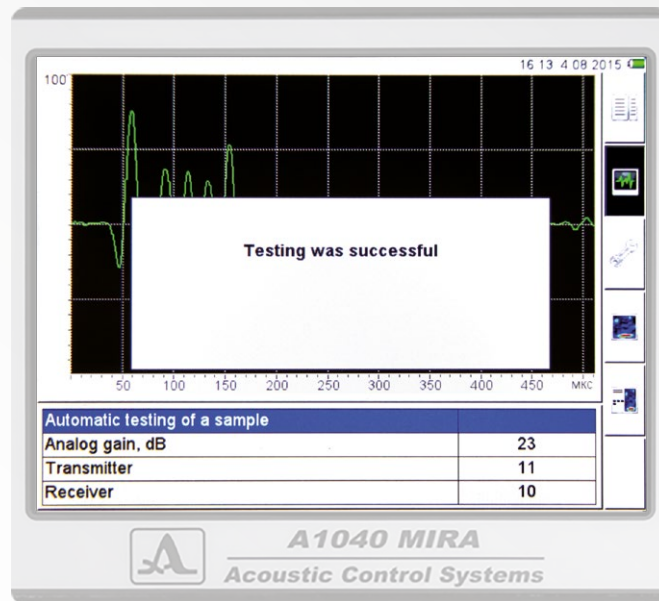 16 13 4 08 2015
100
Testing was successful
100
50 100 150 200 250 300 350 400 450 мкс
Automatic testing of a sample
Analog gain, dB 23
Transmitter 11
Receiver 10
A1040 MIRA
Acoustic Control Systems